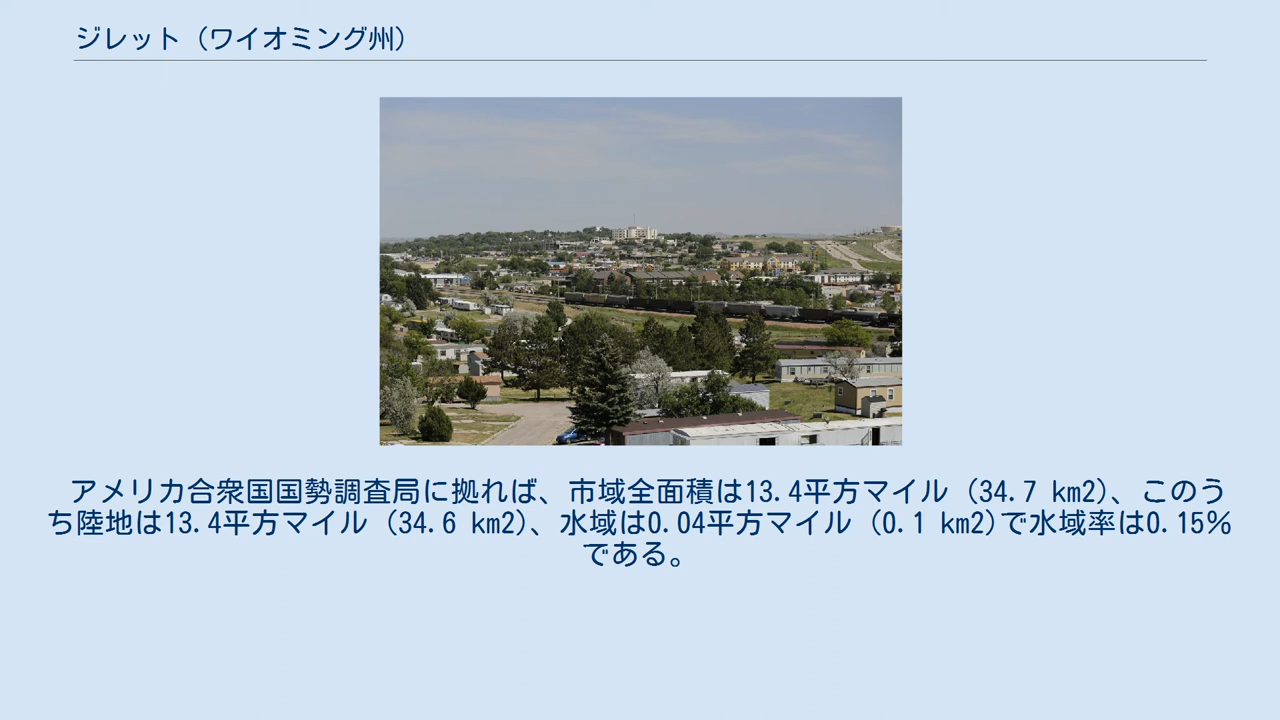 ジレット（ワイオミング州）
アメリカ合衆国国勢調査局に拠れば、市域全面積は13.4平方マイル (34.7 km2)、このう
ち陸地は13.4平方マイル (34.6 km2)、水域は0.04平方マイル (0.1 km2)で水域率は0.15%
である。